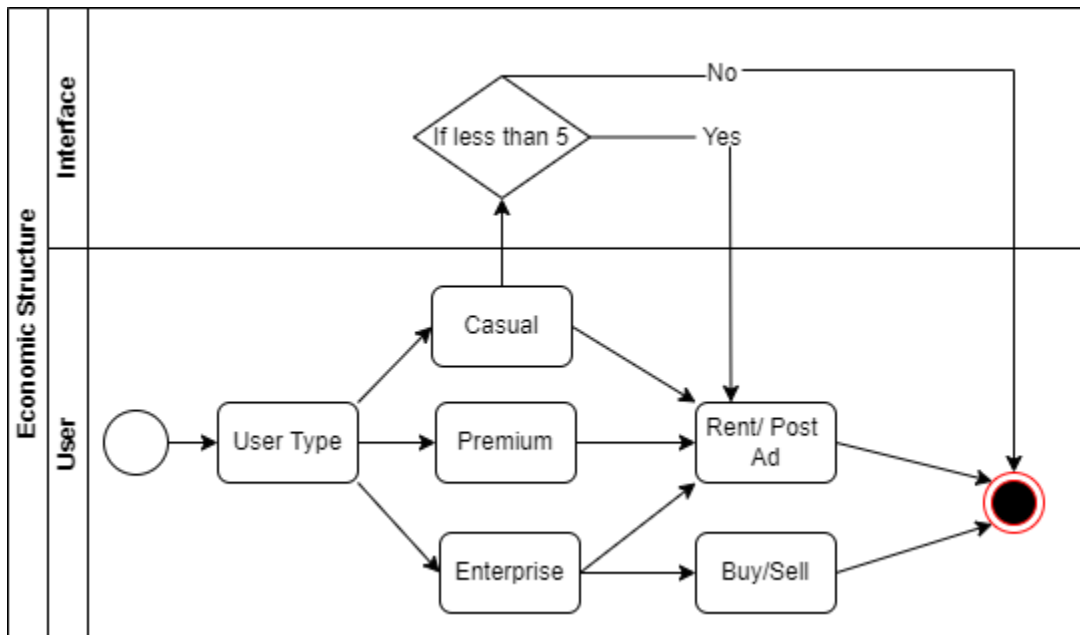 Economic Structure
Interface
No
If less than 5
Yes
User
Casual
User Type
Premium
Rent/ Post
Ad
Enterprise
Buy/Sell